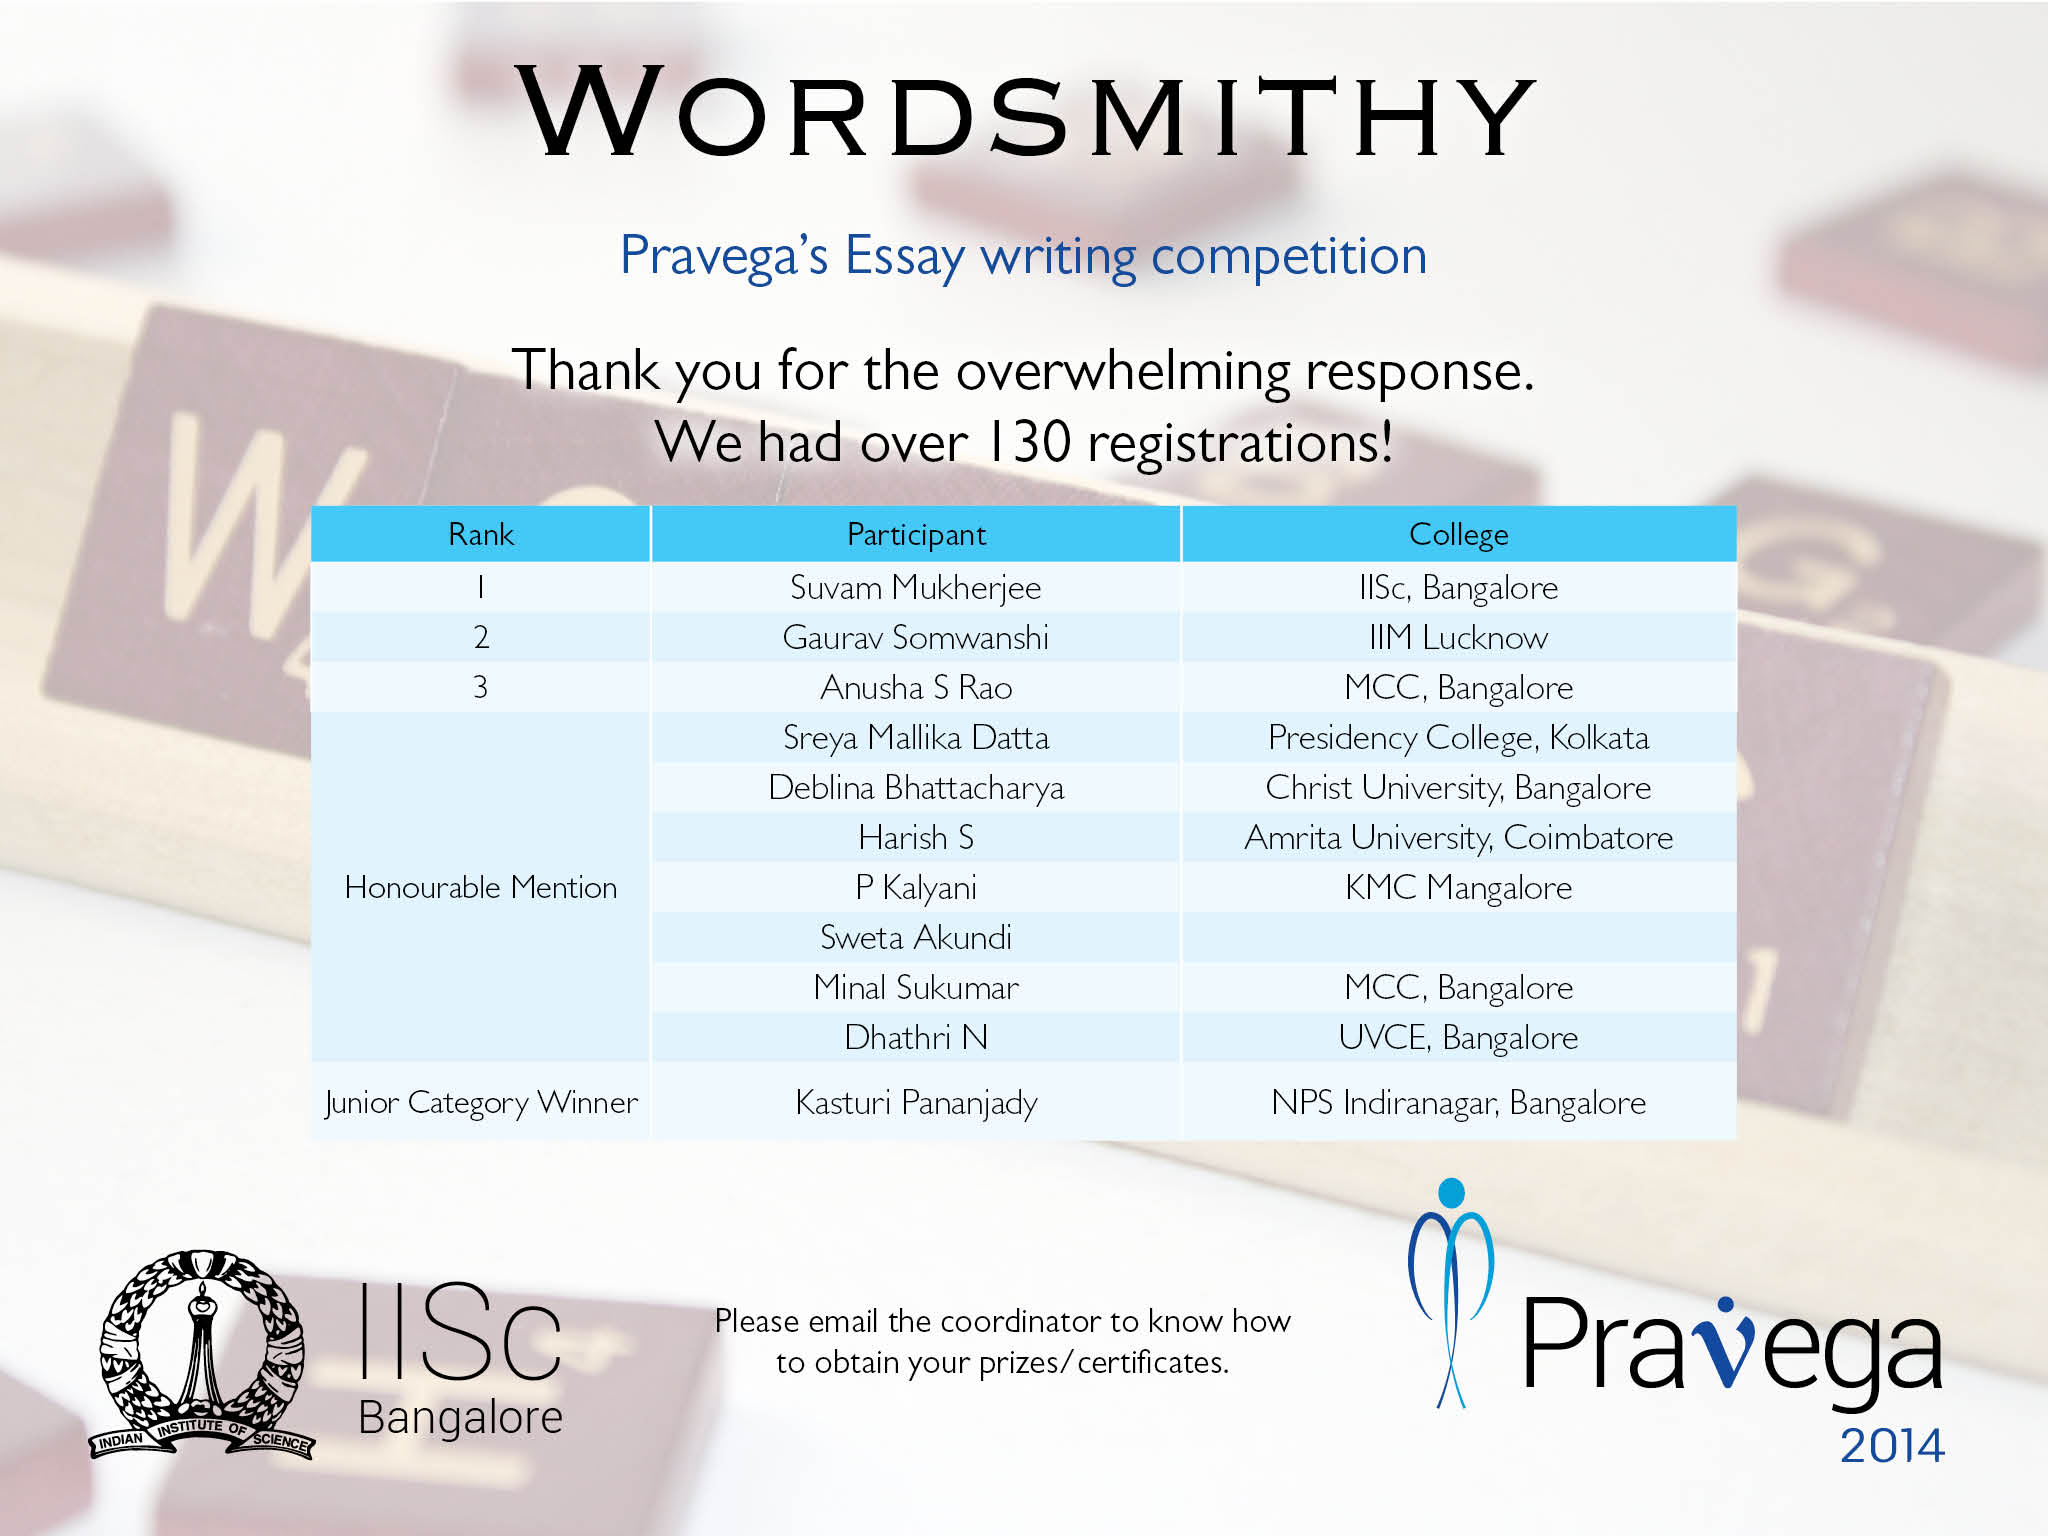 WORDSMITHY
Pravega's Essay writing competition
Thank you for the overwhelming response.
We had over 130 registrations!
Rank Participant College
1 Suvam Mukherjee IISc, Bangalore
2 Gaurav Somwanshi IIM Lucknow
3 Anusha S Rao MCC, Bangalore
Sreya Mallika Datta Presidency College, Kolkata
Deblina Bhattacharya Christ University, Bangalore
Harish S Amrita University, Coimbatore
Honourable Mention P Kalyani KMC Mangalore
Sweta Akundi
Minal Sukumar MCC, Bangalore
Dhathri N UVCE, Bangalore
Junior Category Winner Kasturi Pananjady NPS Indiranagar, Bangalore
INDIAN INSTITUTE OF SCIENCE
IISc
Bangalore
Please email the coordinator to know how
to obtain your prizes/certificates.
Pravega
2014
W4
G2
1
H4